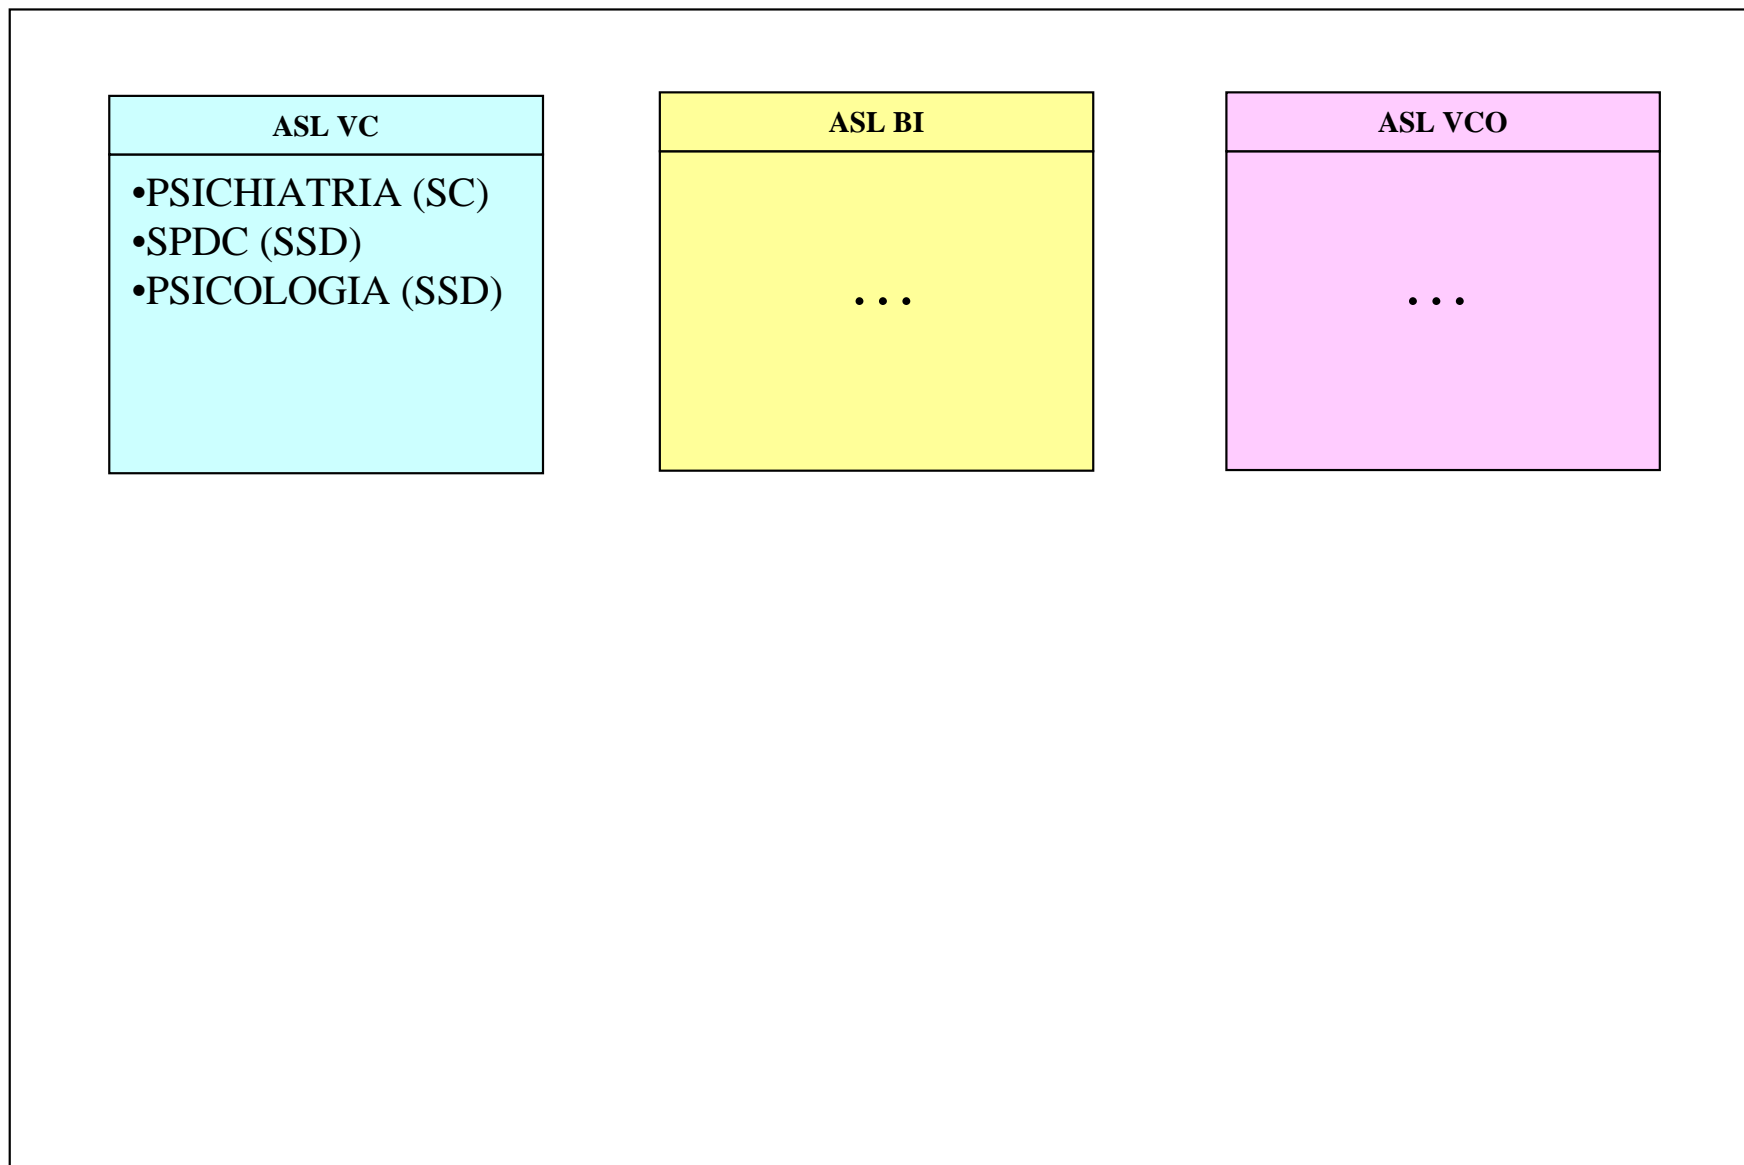 ASL VC
•PSICHIATRIA (SC)
•SPDC (SSD)
•PSICOLOGIA (SSD)
ASL BI
. . .
ASL VCO
. . .